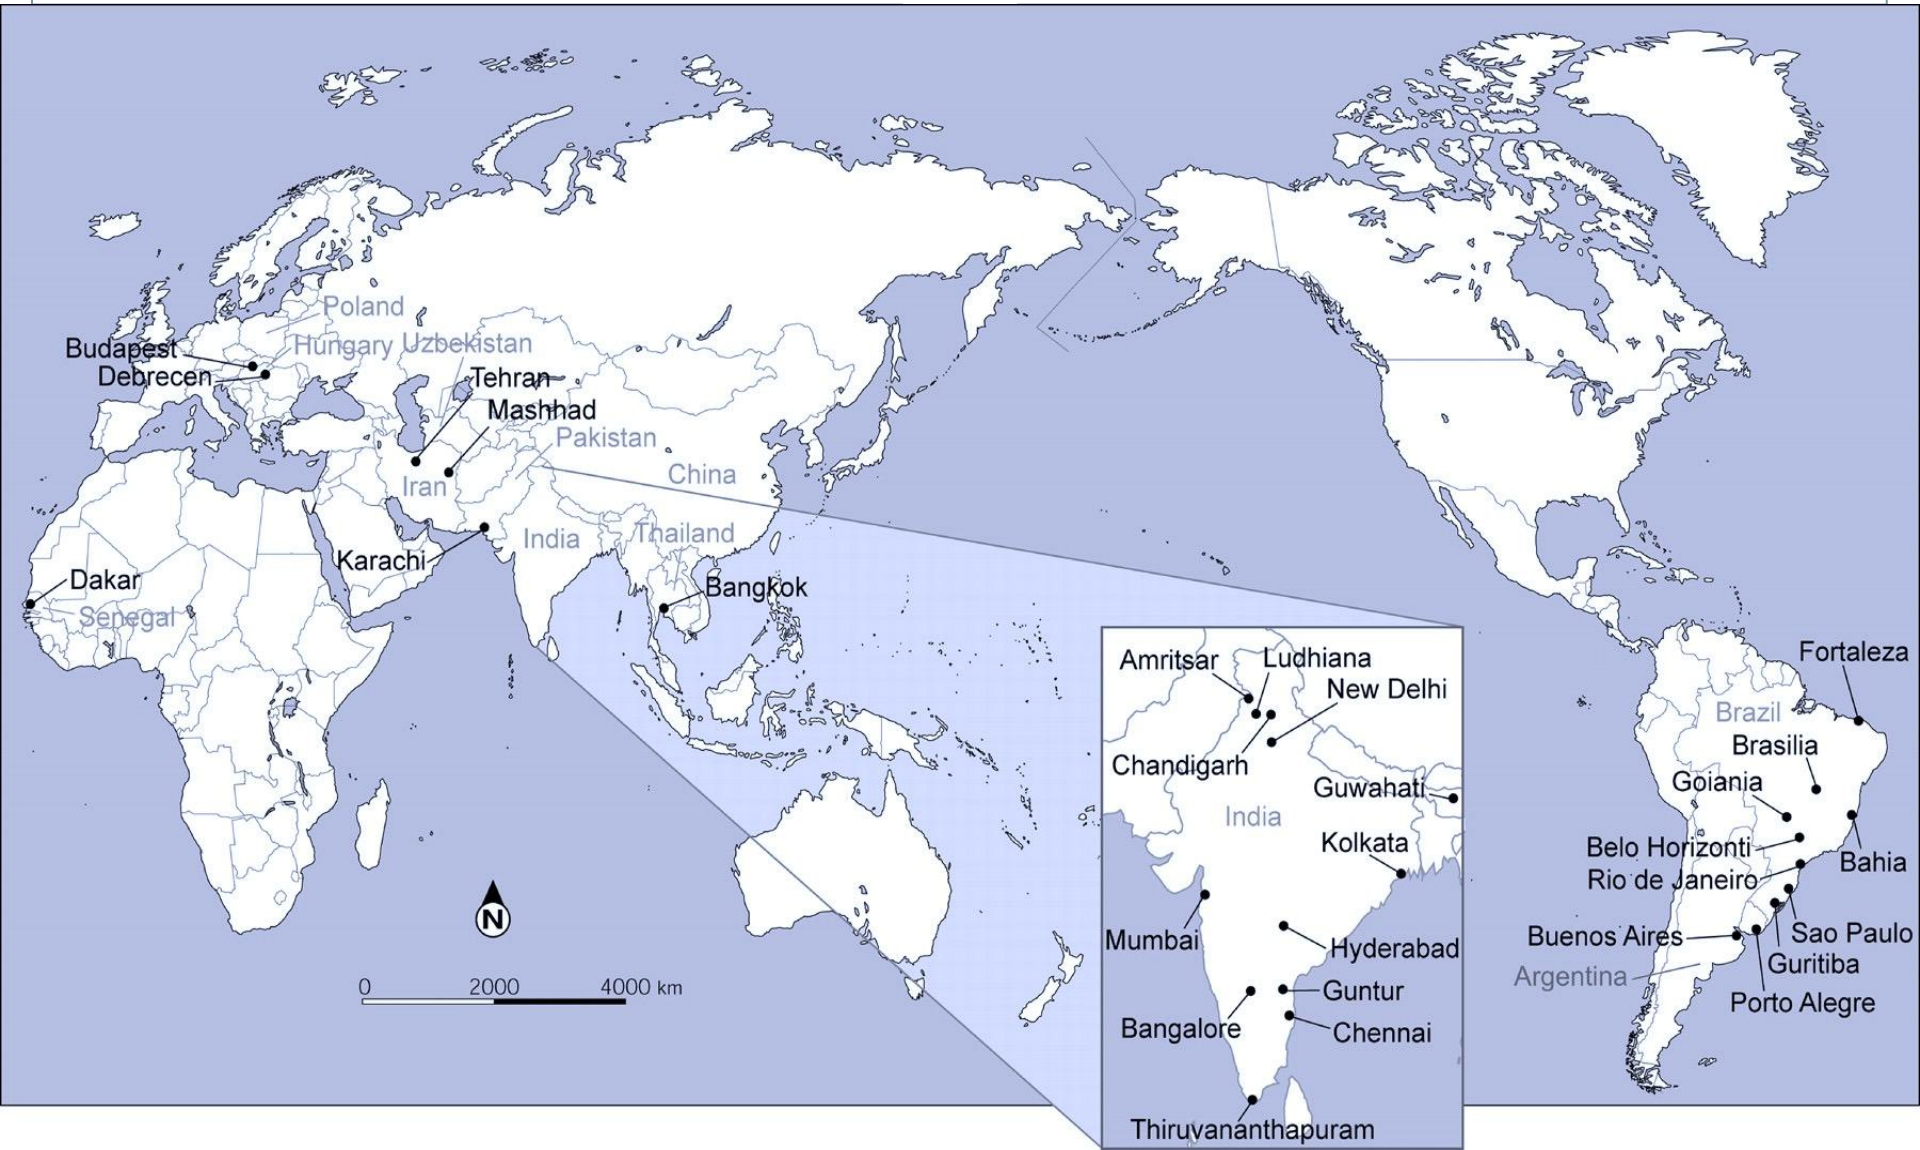 Poland
Hungary
Uzbekistan
Budapest
Debrecen
Tehran
Mashhad
Pakistan
China
Iran
India
Thailand
Karachi
Bangkok
Dakar
Senegal
N
0 2000 4000 km
Amritsar
Ludhiana
New Delhi
Chandigarh
Guwahati
India
Kolkata
Mumbai
Hyderabad
Guntur
Bangalore
Chennai
Thiruvananthapuram
Fortaleza
Brazil
Brasilia
Goiania
Belo Horizonti
Bahia
Rio de Janeiro
Buenos Aires
Sao Paulo
Guritiba
Argentina
Porto Alegre